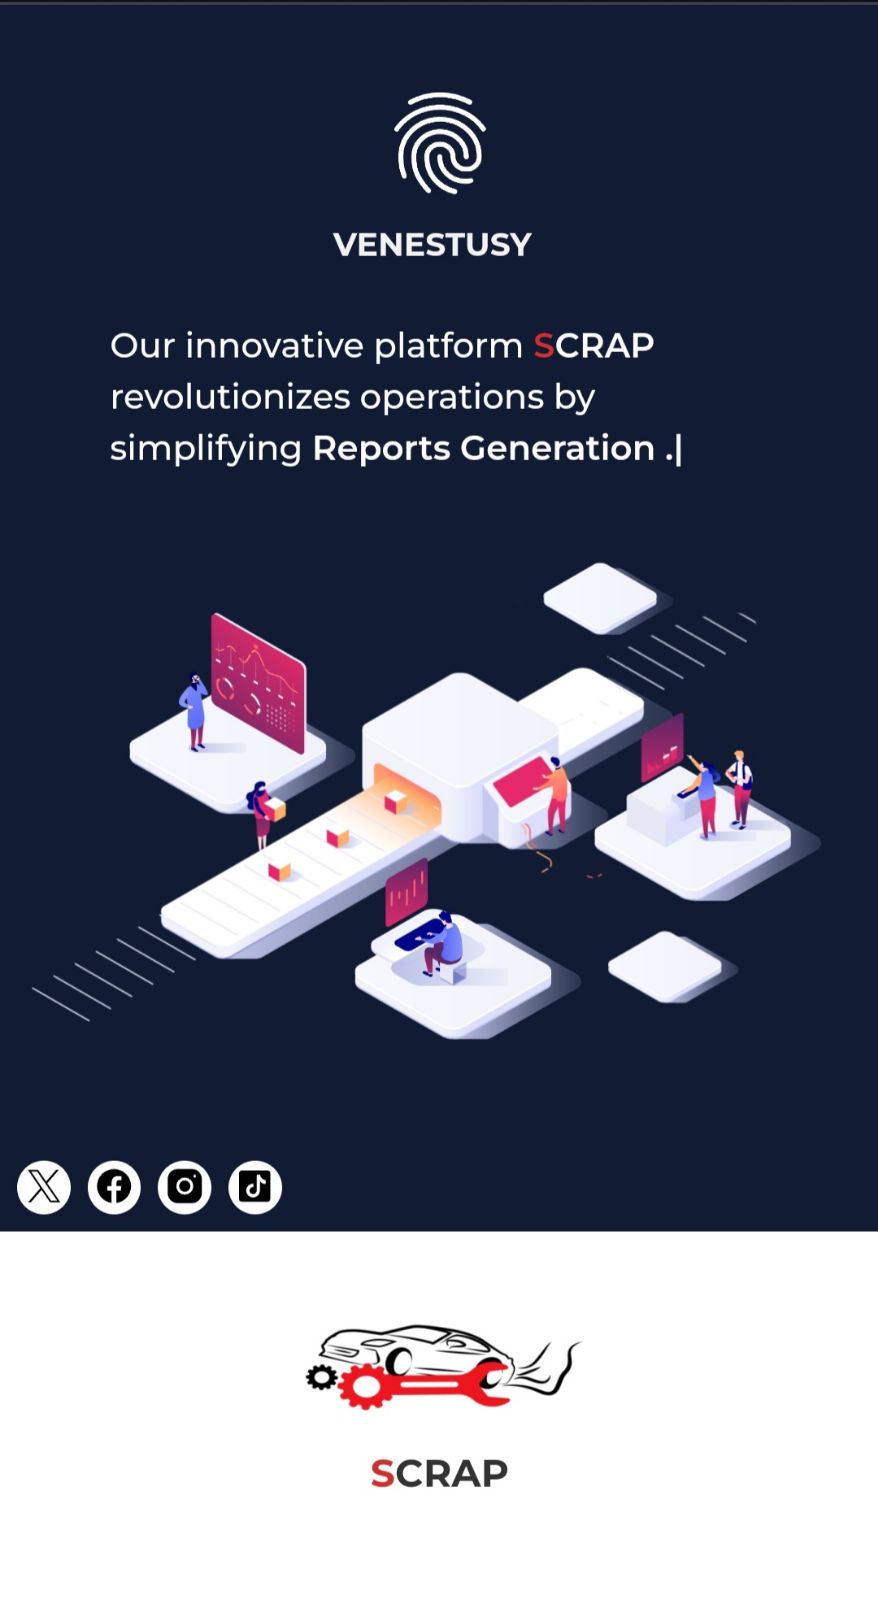 VENESTUSY
Our innovative platform SCRAP
revolutionizes operations by
simplifying Reports Generation .|
SCRAP